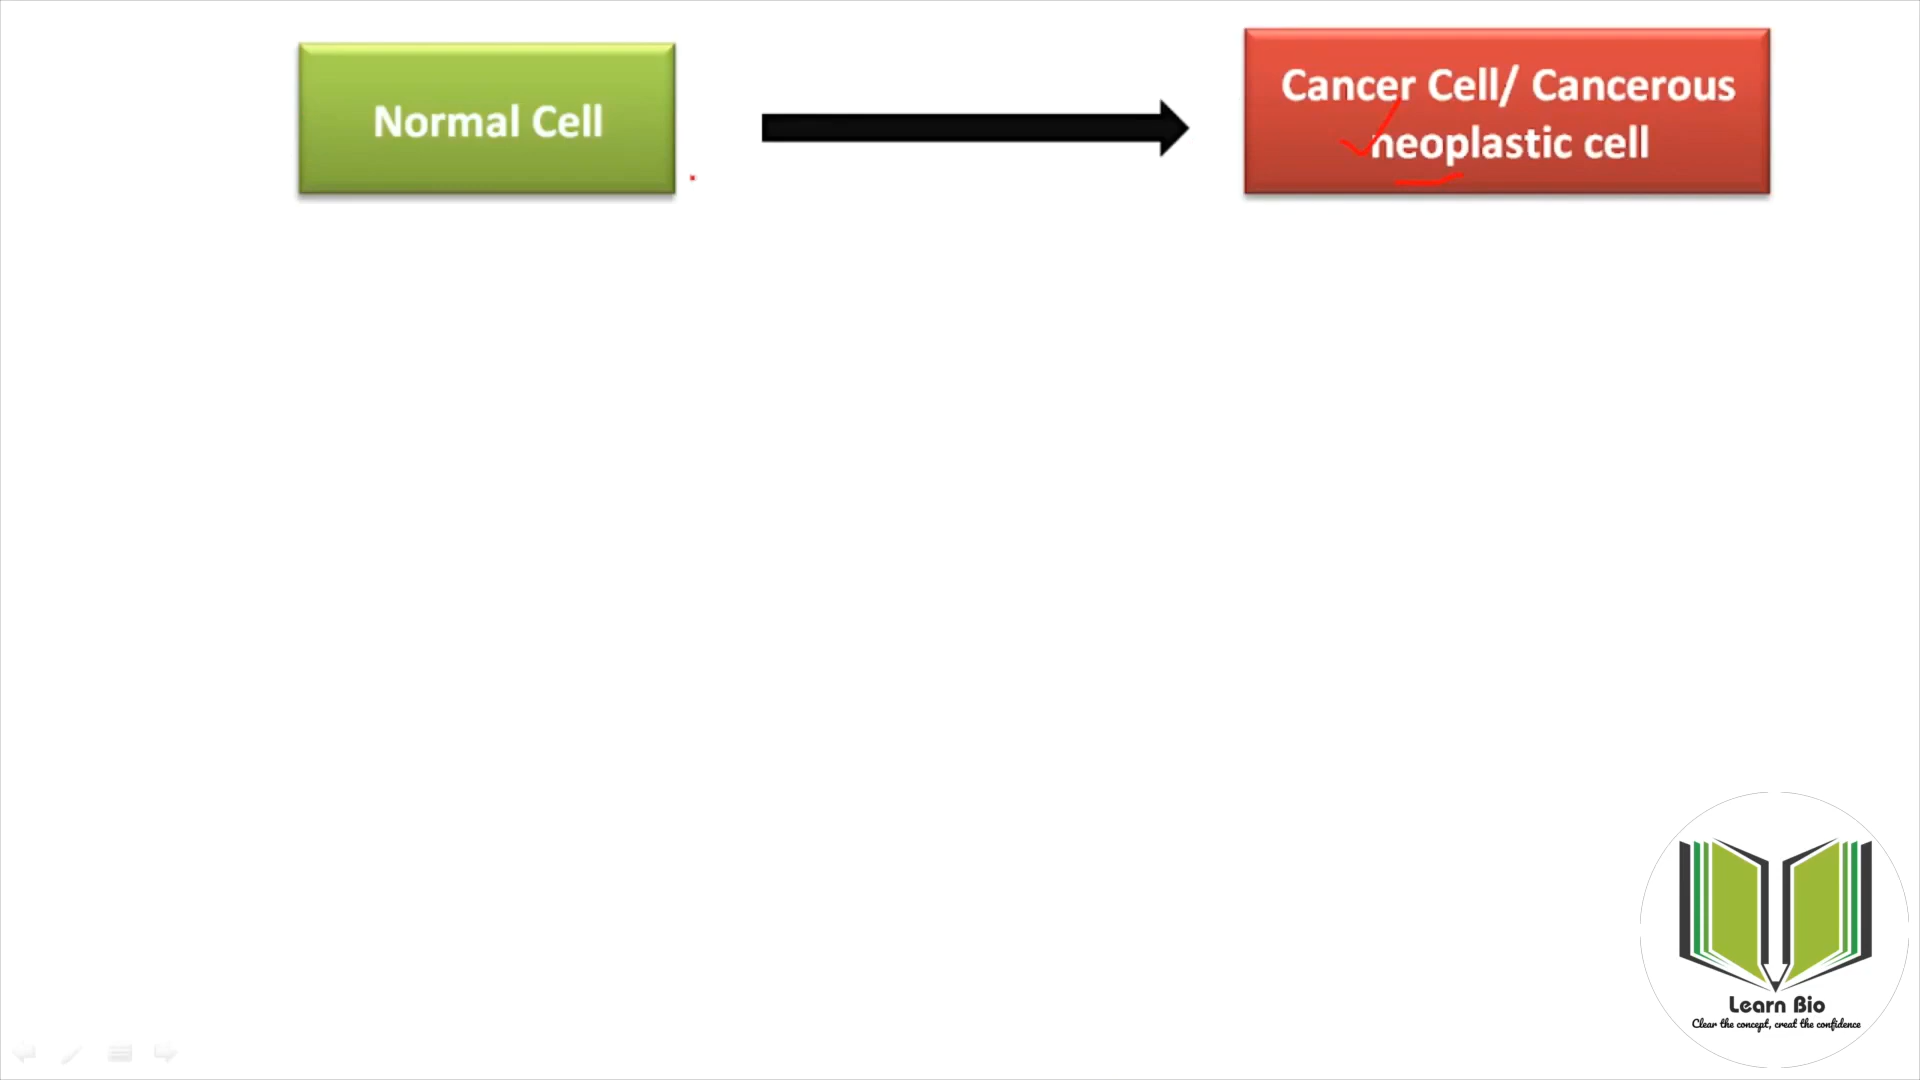 Normal Cell
Cancer Cell/ Cancerous
neoplastic cell
Learn Bio
Clear the concept, creat the confidence